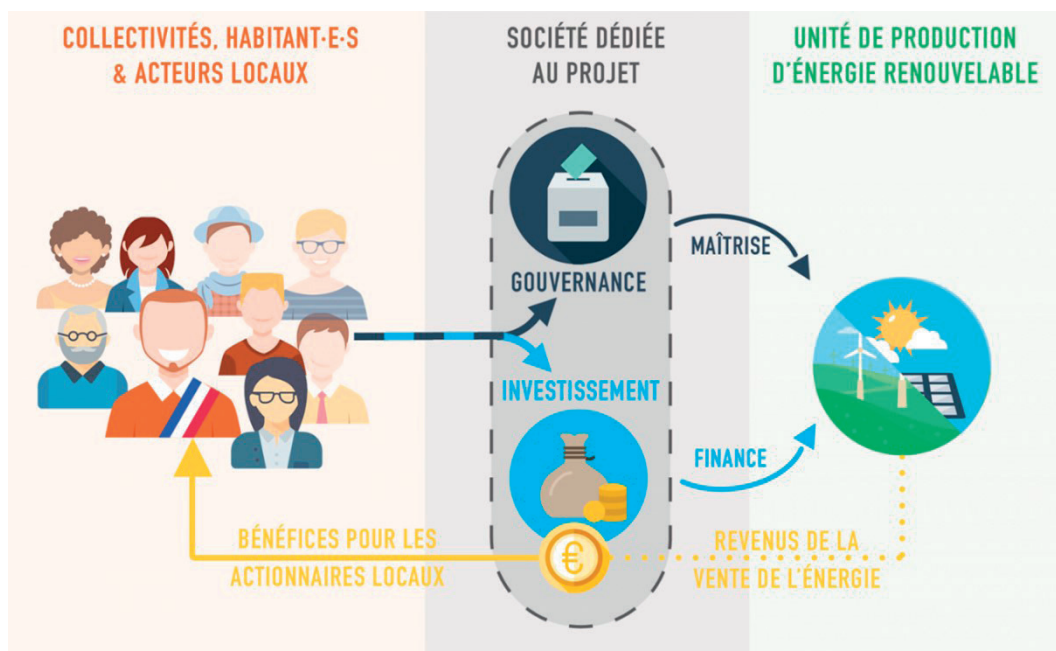 COLLECTIVITÉS, HABITANT·E·S
& ACTEURS LOCAUX
SOCIÉTÉ DÉDIÉE
AU PROJET
UNITÉ DE PRODUCTION
D'ÉNERGIE RENOUVELABLE
GOUVERNANCE
MAÎTRISE
INVESTISSEMENT
FINANCE
BÉNÉFICES POUR LES
ACTIONNAIRES LOCAUX
€
REVENUS DE LA
VENTE DE L'ÉNERGIE